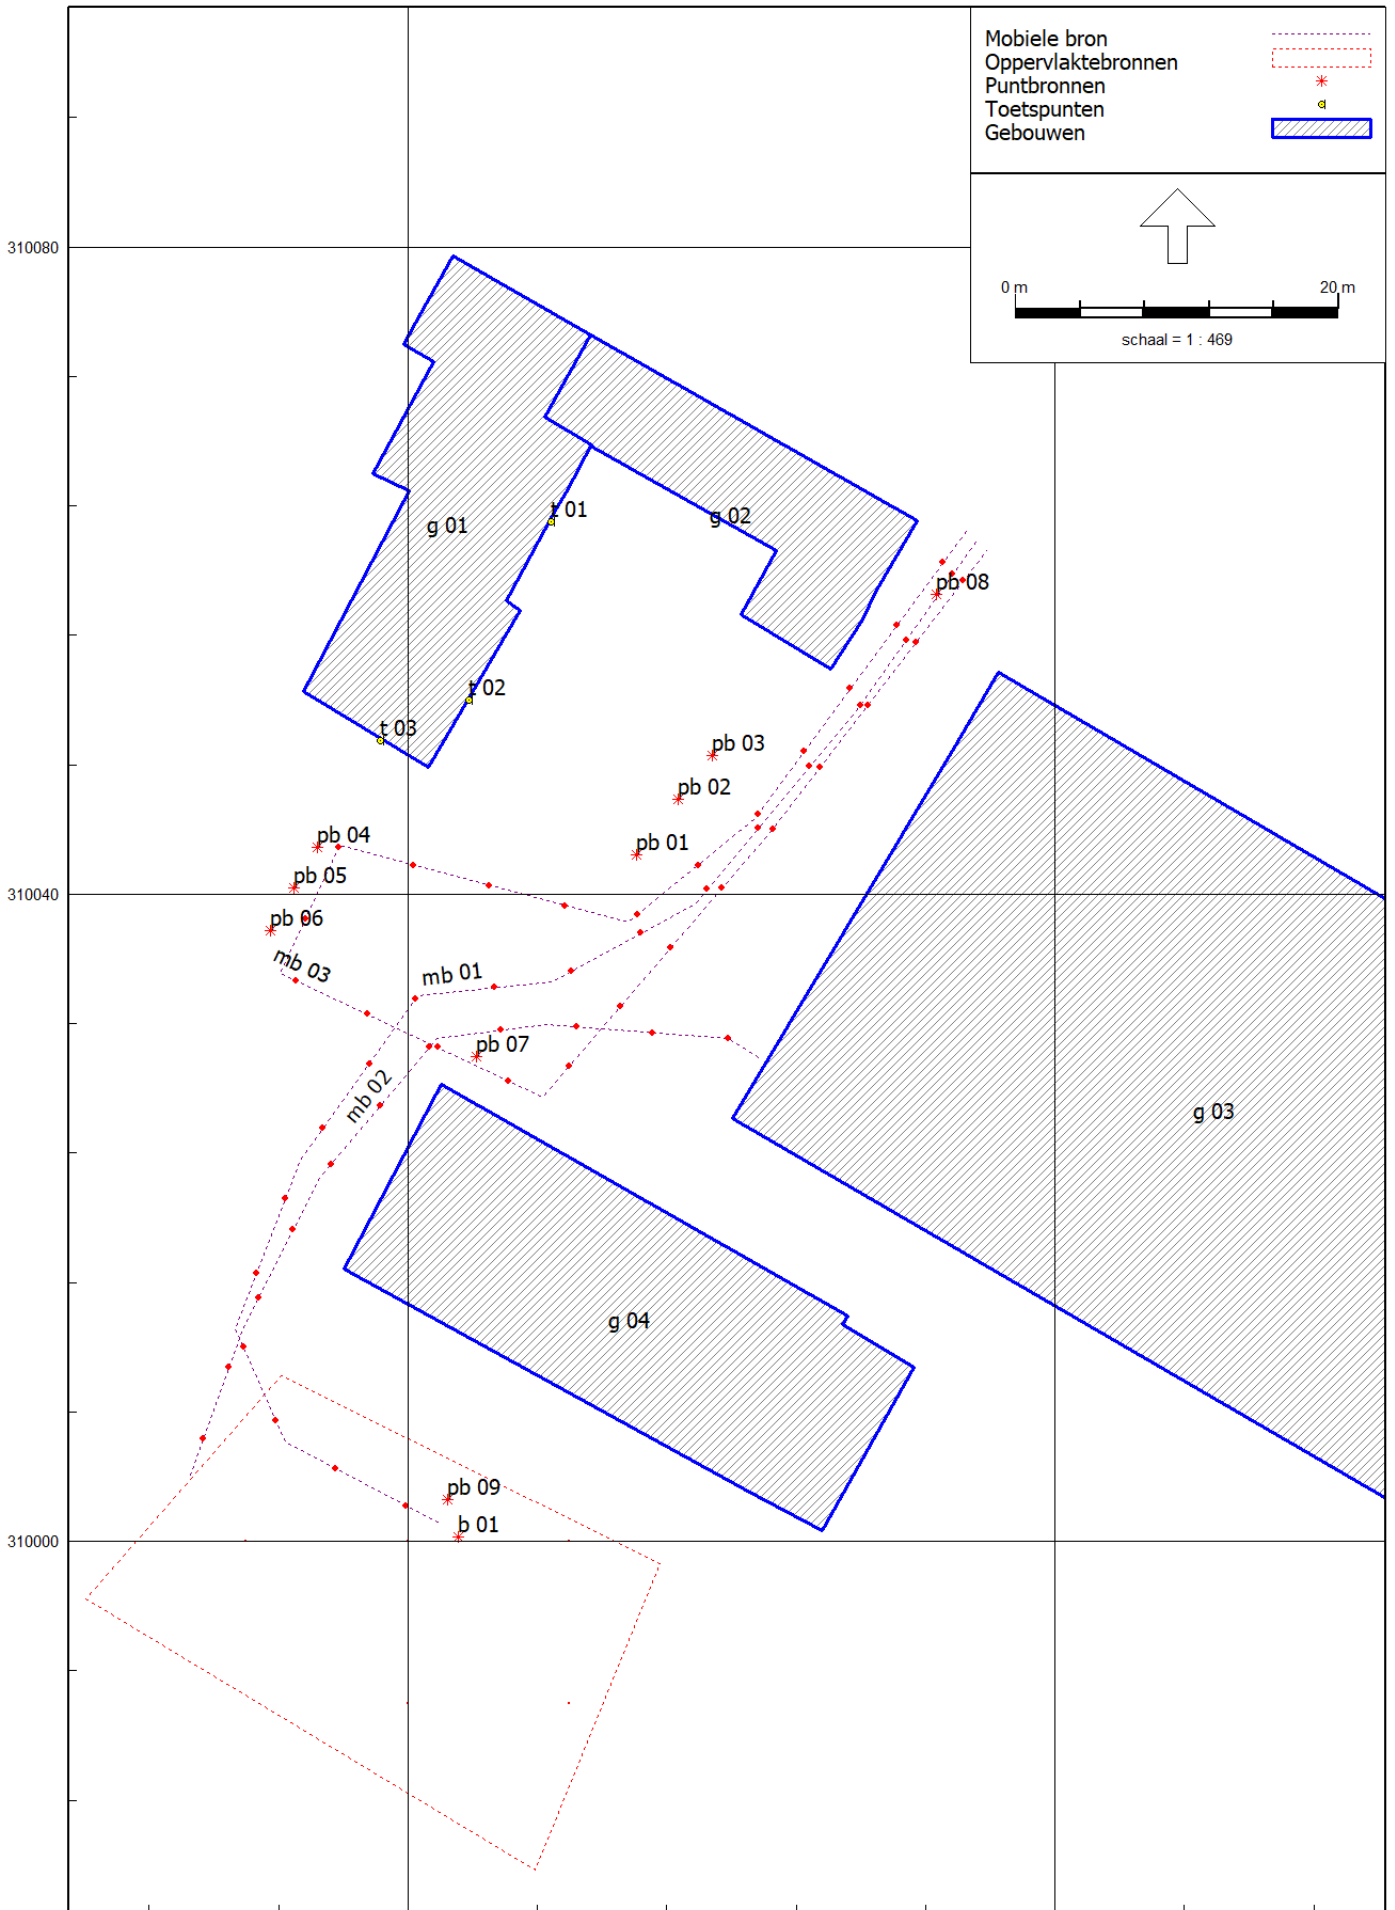 Mobiele bron
Oppervlaktebronnen
Puntbronnen
Toetspunten
Gebouwen
0 m 20 m
schaal = 1 : 469
310080
t 01
g 02
g 01
pb 08
t 02
t 03
pb 03
pb 02
pb 04
pb 01
pb 05
310040
pb 06
mb 03
mb 01
pb 07
mb 02
g 03
g 04
pb 09
b 01
310000